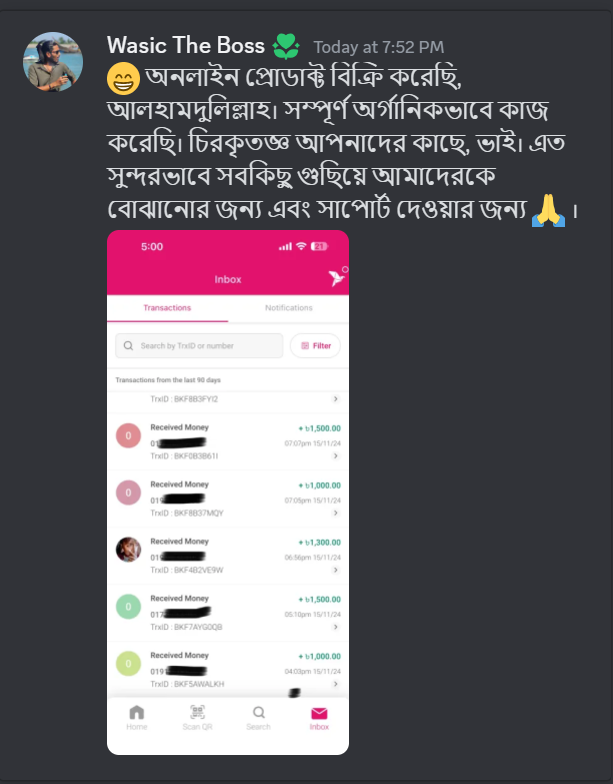 Wasic The Boss Today at 7:52 PM
😁 অনলাইন প্রোডাক্ট বিক্রি করেছি,
আলহামদুলিল্লাহ। সম্পূর্ণ অর্গানিকভাবে কাজ
করেছি। চিরকৃতজ্ঞ আপনাদের কাছে, ভাই। এত
সুন্দরভাবে সবকিছু গুছিয়ে আমাদেরকে
বোঝানোর জন্য এবং সাপোর্ট দেওয়ার জন্য 🙏।
5:00 21
Inbox
Transactions Notifications
Search by TrxID or number Filter
Transactions from the last 90 days
TrxID : BKF8B3FYI2
Received Money
0 + ৳1,500.00
01 07:07pm 15/11/24
TrxID : BKF0B3B61I
Received Money
0 + ৳1,000.00
019 07:05pm 15/11/24
TrxID : BKF8B37MQY
Received Money
+ ৳1,300.00
01 06:56pm 15/11/24
TrxID : BKF4B2VE9W
Received Money
0 + ৳1,500.00
017 05:10pm 15/11/24
TrxID : BKF7AYG0QB
Received Money
0 + ৳1,000.00
019 04:03pm 15/11/24
TrxID : BKF5AWALKH
Home Scan QR Search Inbox